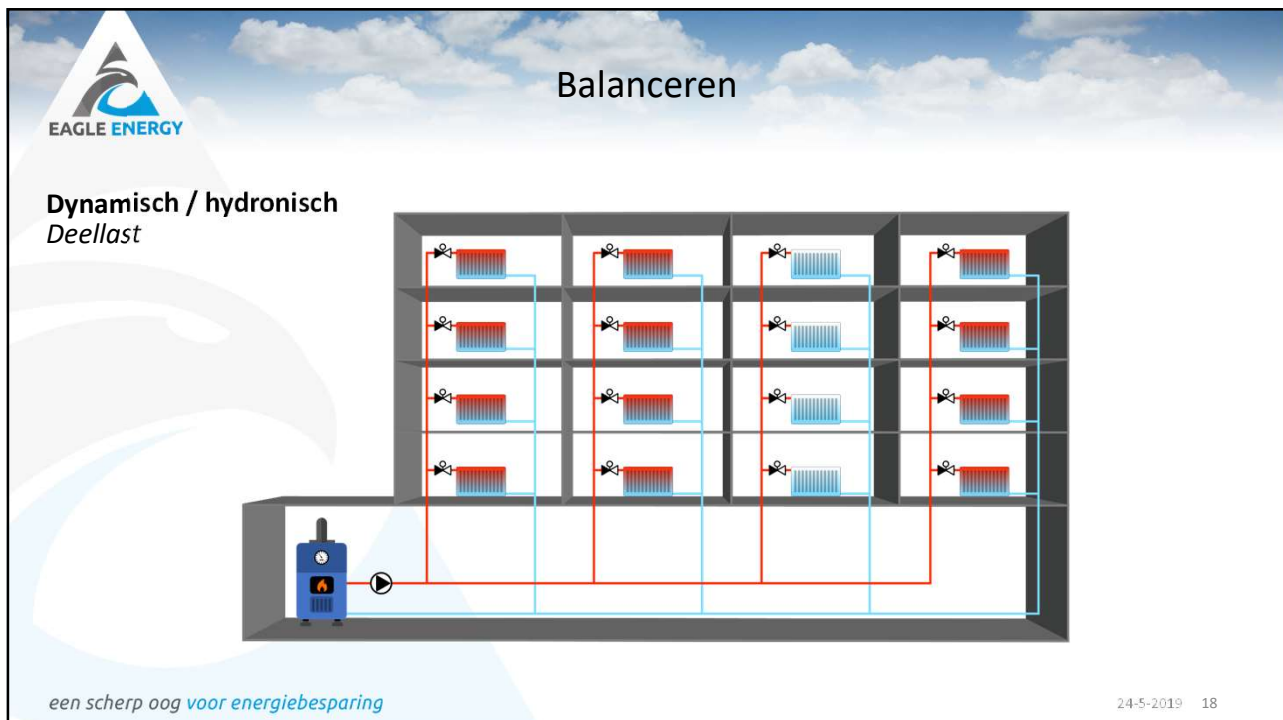 Balanceren
EAGLE ENERGY
Dynamisch / hydronisch
Deellast
een scherp oog voor energiebesparing
24-5-2019 18